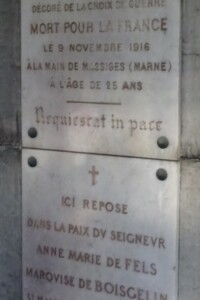 DÉCORÉ DE LA CROIX DE GUERRE
MORT POUR LA FRANCE
LE 9 NOVEMBRE 1916
À LA MAIN DE MASSIGES (MARNE)
À L'ÂGE DE 25 ANS
Requiescat in pace
ICI REPOSE
DANS LA PAIX DV SEIGNEVR
ANNE MARIE DE FELS
MARQVISE DE BOISGELIN